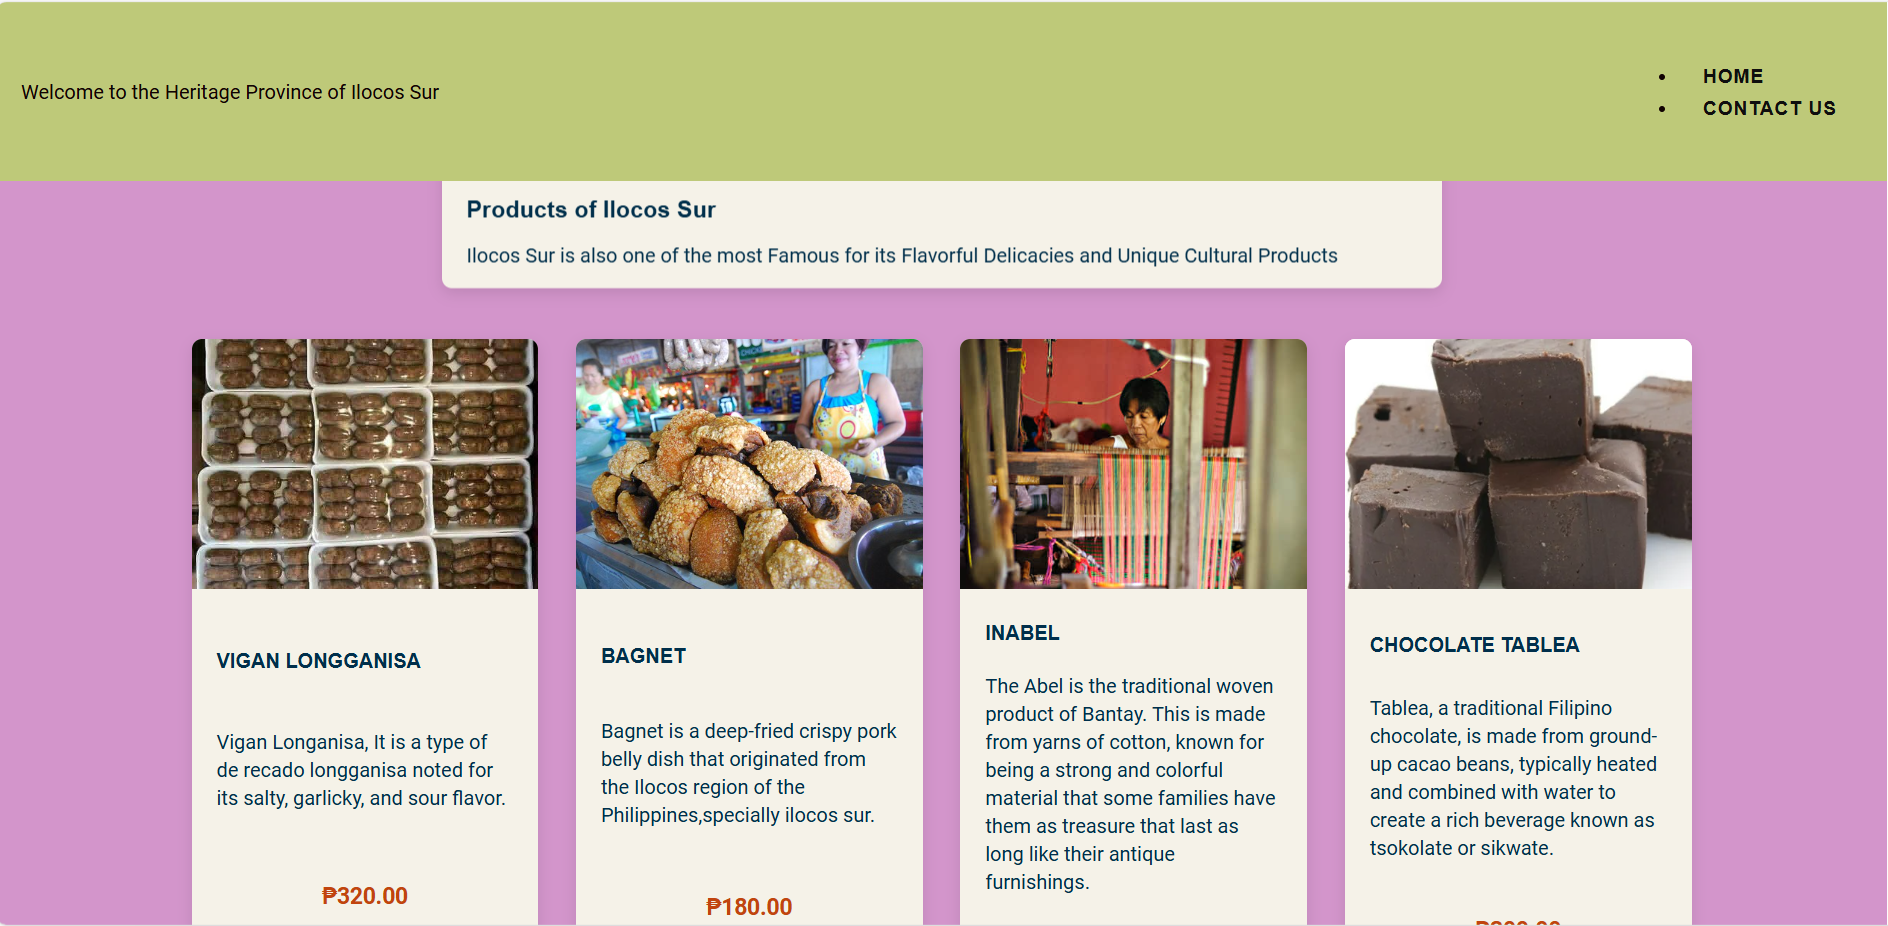 Welcome to the Heritage Province of Ilocos Sur
HOME
CONTACT US
Products of Ilocos Sur
Ilocos Sur is also one of the most Famous for its Flavorful Delicacies and Unique Cultural Products
VIGAN LONGGANISA
Vigan Longanisa, It is a type of
de recado longganisa noted for
its salty, garlicky, and sour flavor.
₱320.00
BAGNET
Bagnet is a deep-fried crispy pork
belly dish that originated from
the Ilocos region of the
Philippines,specially ilocos sur.
₱180.00
INABEL
The Abel is the traditional woven
product of Bantay. This is made
from yarns of cotton, known for
being a strong and colorful
material that some families have
them as treasure that last as
long like their antique
furnishings.
CHOCOLATE TABLEA
Tablea, a traditional Filipino
chocolate, is made from ground-
up cacao beans, typically heated
and combined with water to
create a rich beverage known as
tsokolate or sikwate.